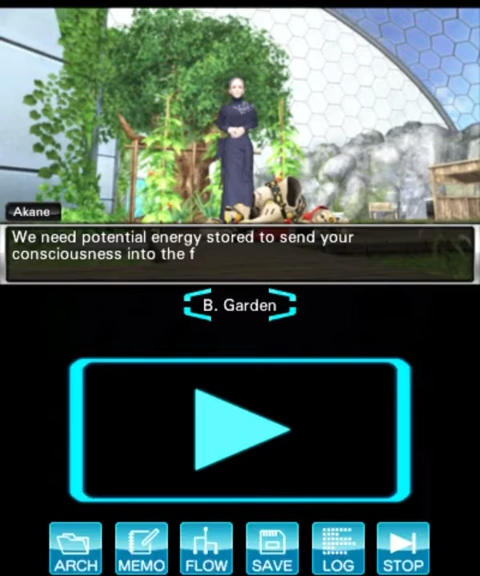 Akane
We need potential energy stored to send your
consciousness into the f
B. Garden
ARCH
MEMO
FLOW
SAVE
LOG
STOP